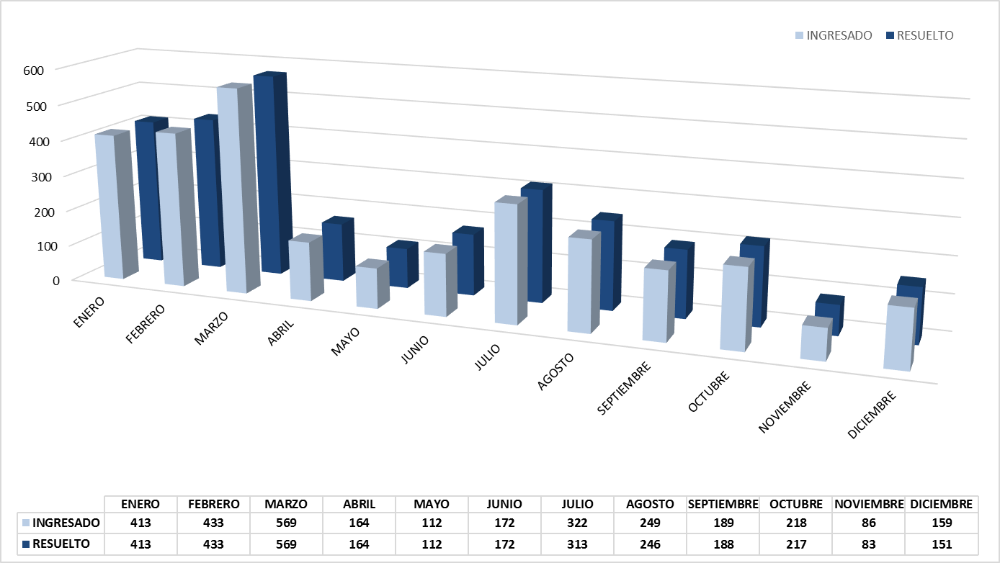 INGRESADO RESUELTO
600
500
400
300
200
100
0
ENERO
FEBRERO
MARZO
ABRIL
MAYO
JUNIO
JULIO
AGOSTO
SEPTIEMBRE
OCTUBRE
NOVIEMBRE
DICIEMBRE
ENERO FEBRERO MARZO ABRIL MAYO JUNIO JULIO AGOSTO SEPTIEMBRE OCTUBRE NOVIEMBRE DICIEMBRE
INGRESADO 413 433 569 164 112 172 322 249 189 218 86 159
RESUELTO 413 433 569 164 112 172 313 246 188 217 83 151